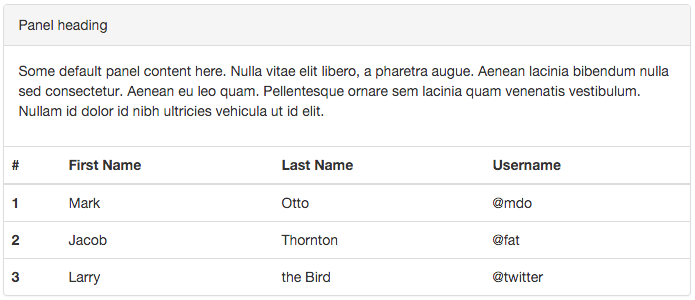 Panel heading
Some default panel content here. Nulla vitae elit libero, a pharetra augue. Aenean lacinia bibendum nulla
sed consectetur. Aenean eu leo quam. Pellentesque ornare sem lacinia quam venenatis vestibulum.
Nullam id dolor id nibh ultricies vehicula ut id elit.
# First Name Last Name Username
1 Mark Otto @mdo
2 Jacob Thornton @fat
3 Larry the Bird @twitter